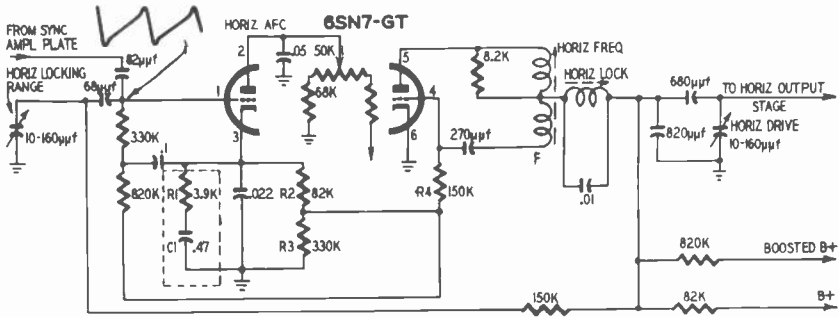 6SN7-GT
HORIZ AFC
FROM SYNC
AMPL PLATE
HORIZ LOCKING
RANGE
82µµf
68µµf
10-160µµf
330K
820K
.1
R1
3.9K
C1
.47
1
2
3
.022
.05
50K
68K
R2
82K
R3
330K
5
4
6
270µµf
R4
150K
8.2K
HORIZ FREQ
HORIZ LOCK
F
.01
680µµf
820µµf
TO HORIZ OUTPUT
STAGE
HORIZ DRIVE
10-160µµf
820K
BOOSTED B+
150K
82K
B+